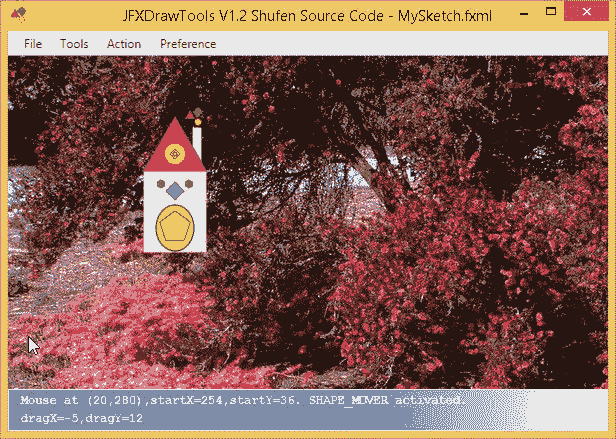 JFXDrawTools V1.2 Shufen Source Code - MySketch.fxml
File Tools Action Preference
Mouse at (20,280),startX=254,startY=36. SHAPE_MOVER activated.
dragX=-5,dragY=12